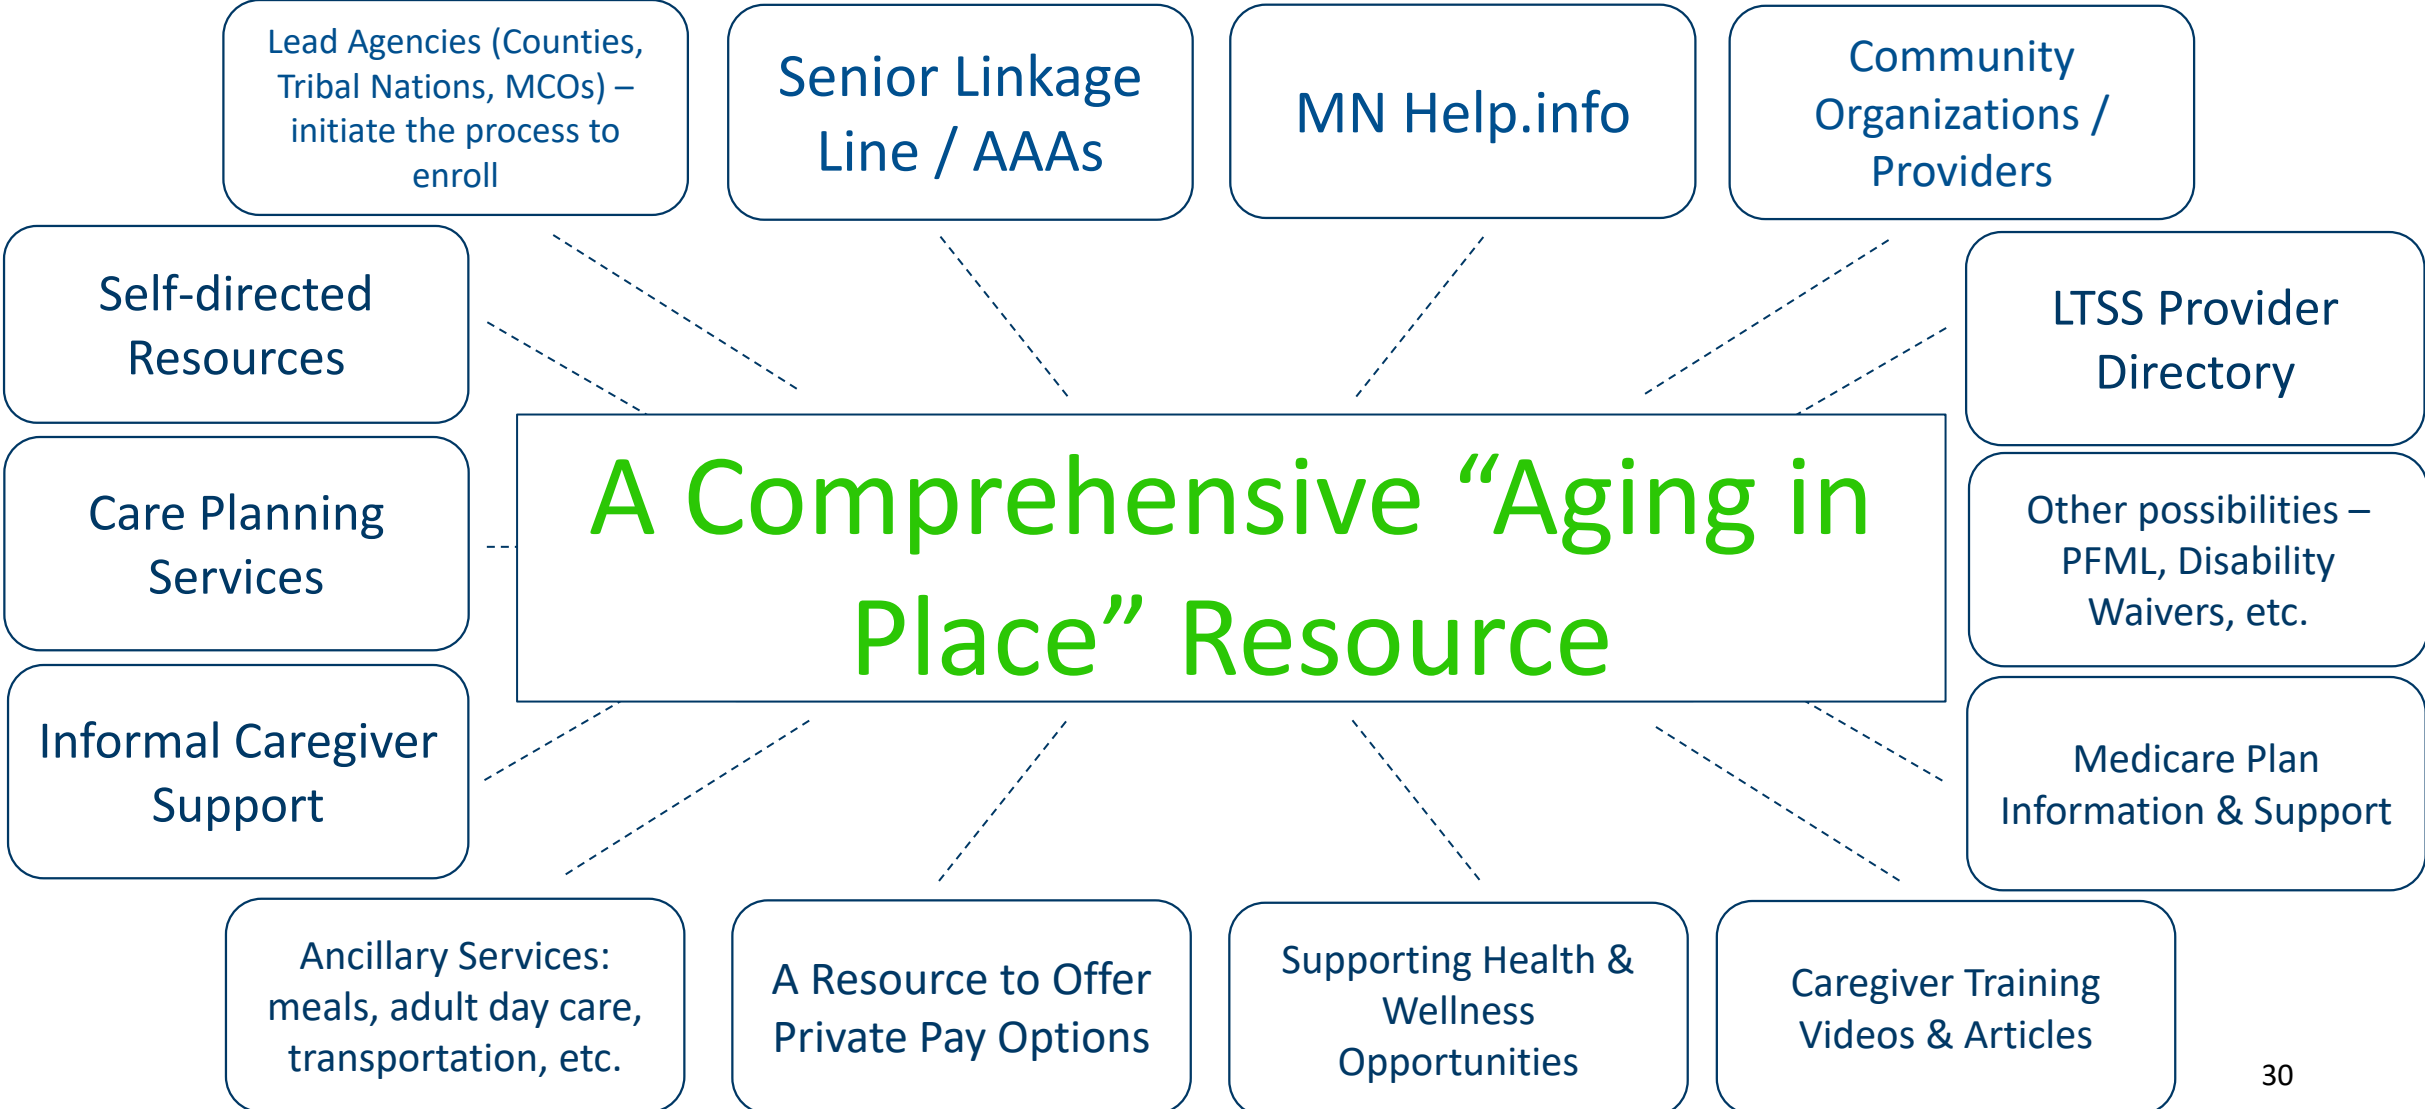 Lead Agencies (Counties,
Tribal Nations, MCOs) –
initiate the process to
enroll
Senior Linkage
Line / AAAs
MN Help.info
Community
Organizations /
Providers
Self-directed
Resources
LTSS Provider
Directory
A Comprehensive “Aging in
Place” Resource
Care Planning
Services
Other possibilities –
PFML, Disability
Waivers, etc.
Informal Caregiver
Support
Medicare Plan
Information & Support
Ancillary Services:
meals, adult day care,
transportation, etc.
A Resource to Offer
Private Pay Options
Supporting Health &
Wellness
Opportunities
Caregiver Training
Videos & Articles
30